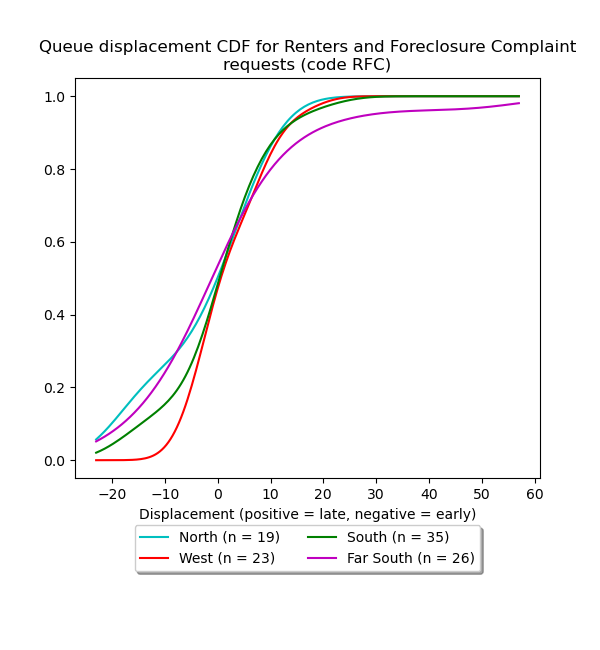 Queue displacement CDF for Renters and Foreclosure Complaint
requests (code RFC)
1.0
0.8
0.6
0.4
0.2
0.0
−20 −10 0 10 20 30 40 50 60
Displacement (positive = late, negative = early)
North (n = 19) South (n = 35)
West (n = 23) Far South (n = 26)